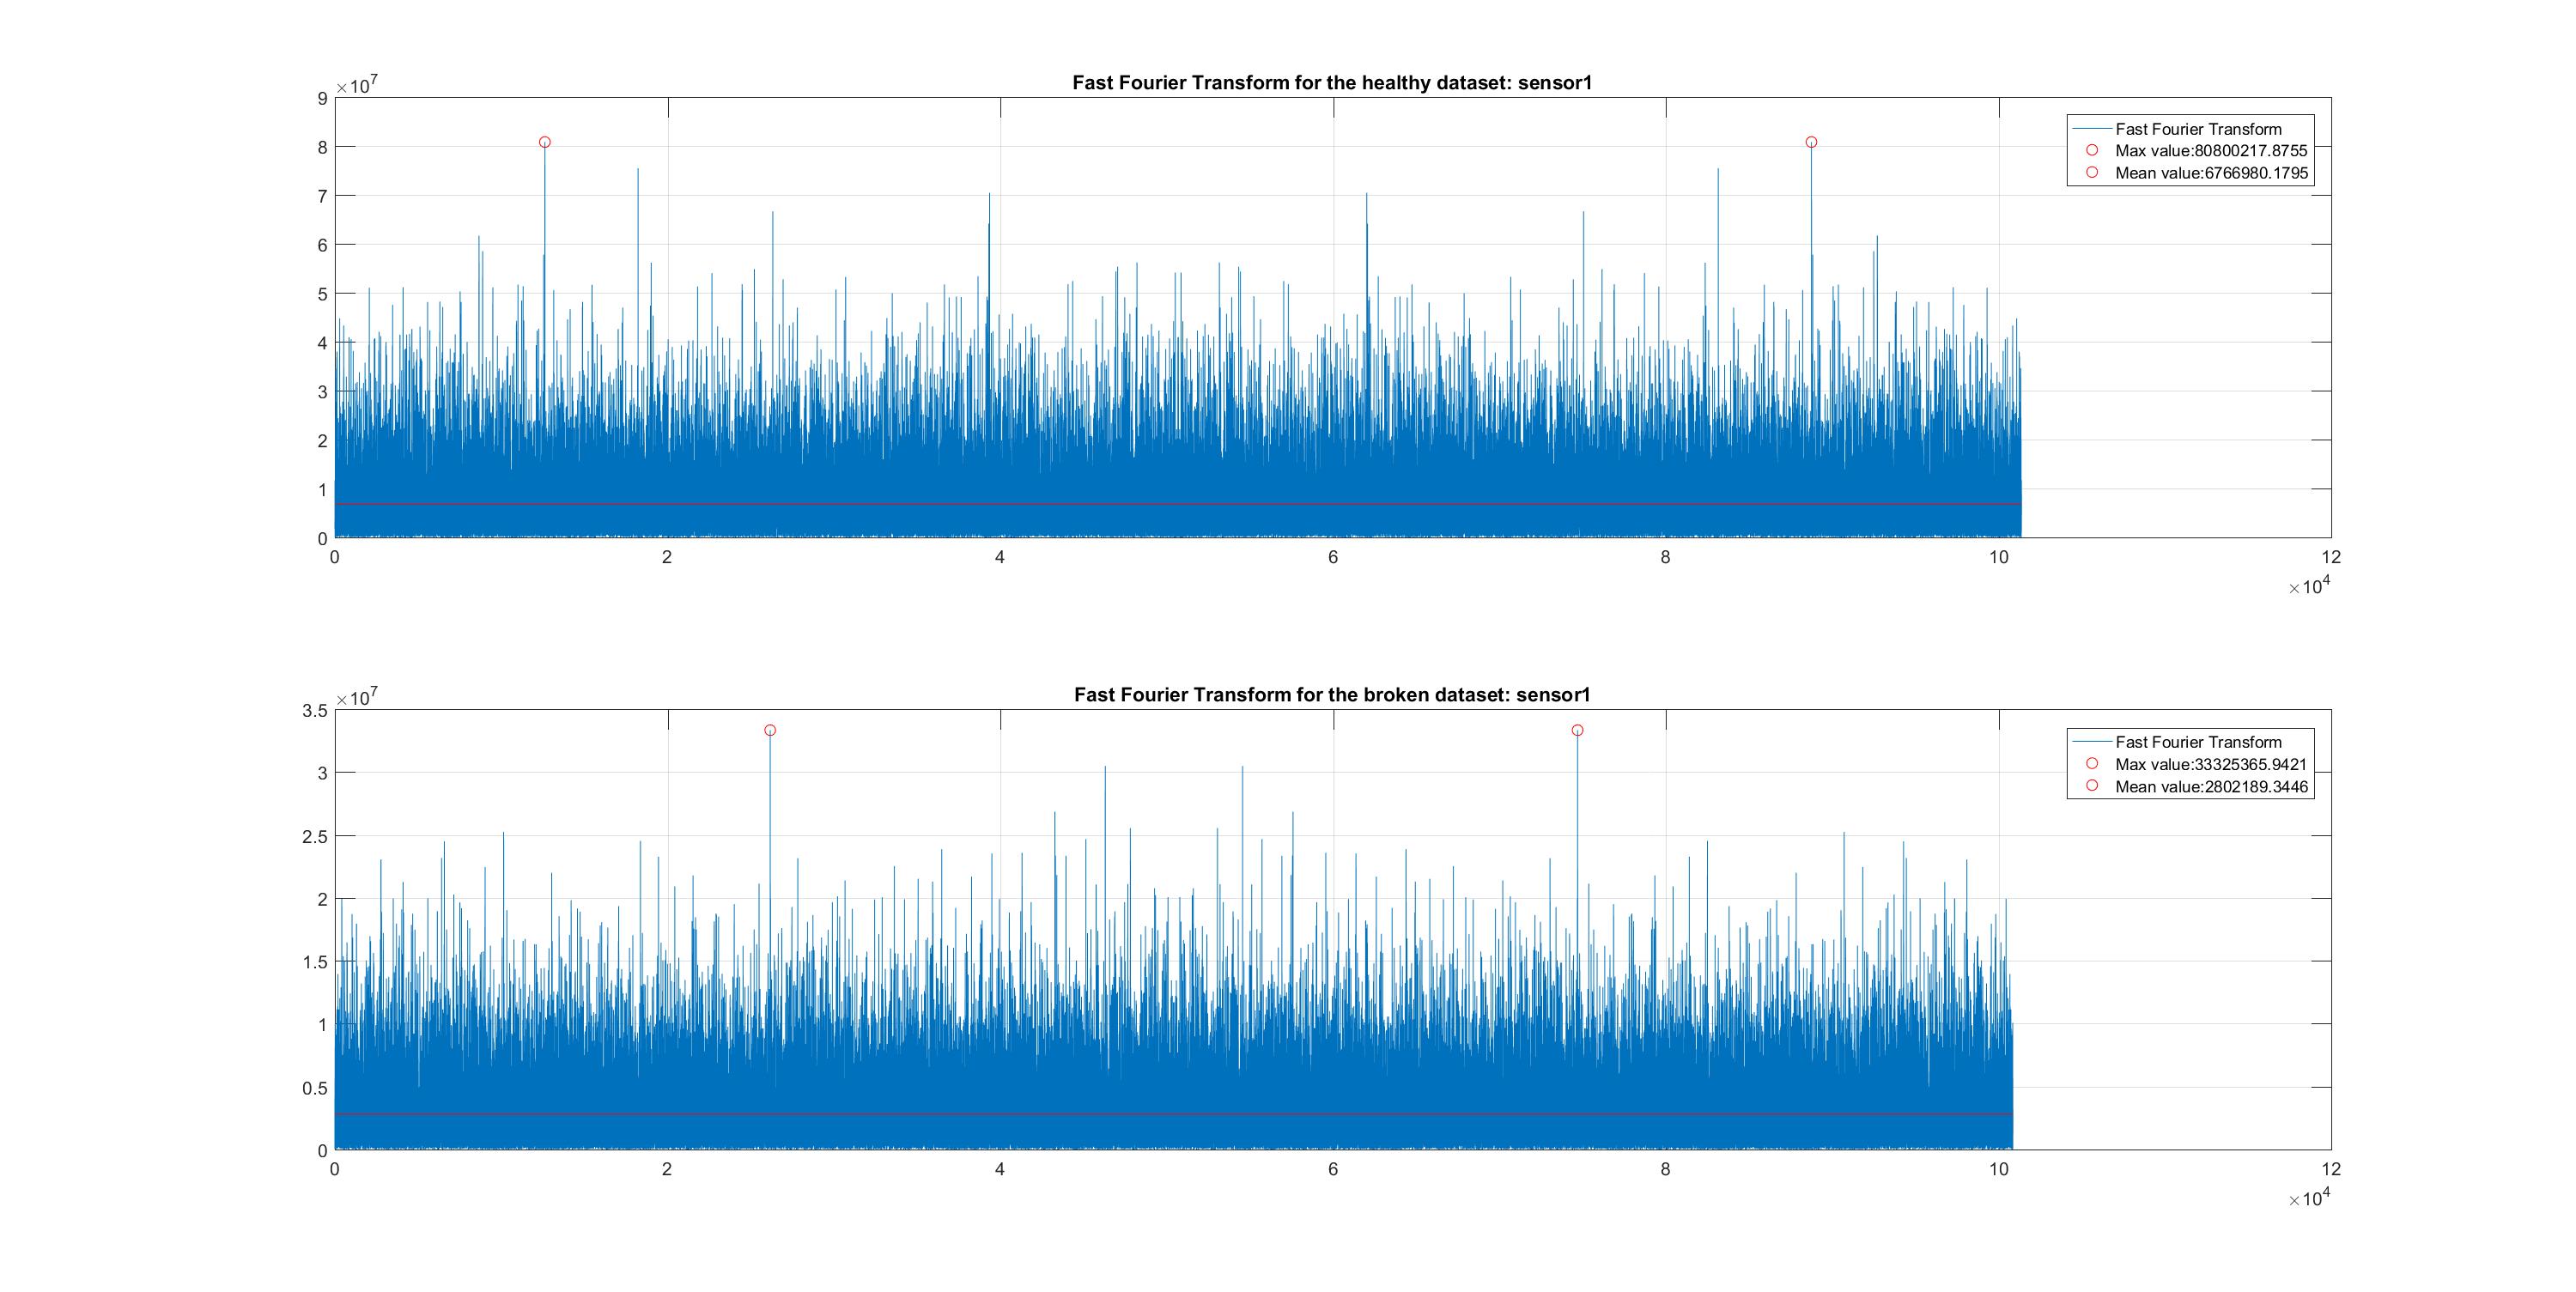 Fast Fourier Transform for the healthy dataset: sensor1
×10^7
9
8
7
6
5
4
3
2
1
0
0 2 4 6 8 10 12
×10^4
Fast Fourier Transform
Max value:80800217.8755
Mean value:6766980.1795
Fast Fourier Transform for the broken dataset: sensor1
×10^7
3.5
3
2.5
2
1.5
1
0.5
0
0 2 4 6 8 10 12
×10^4
Fast Fourier Transform
Max value:33325365.9421
Mean value:2802189.3446